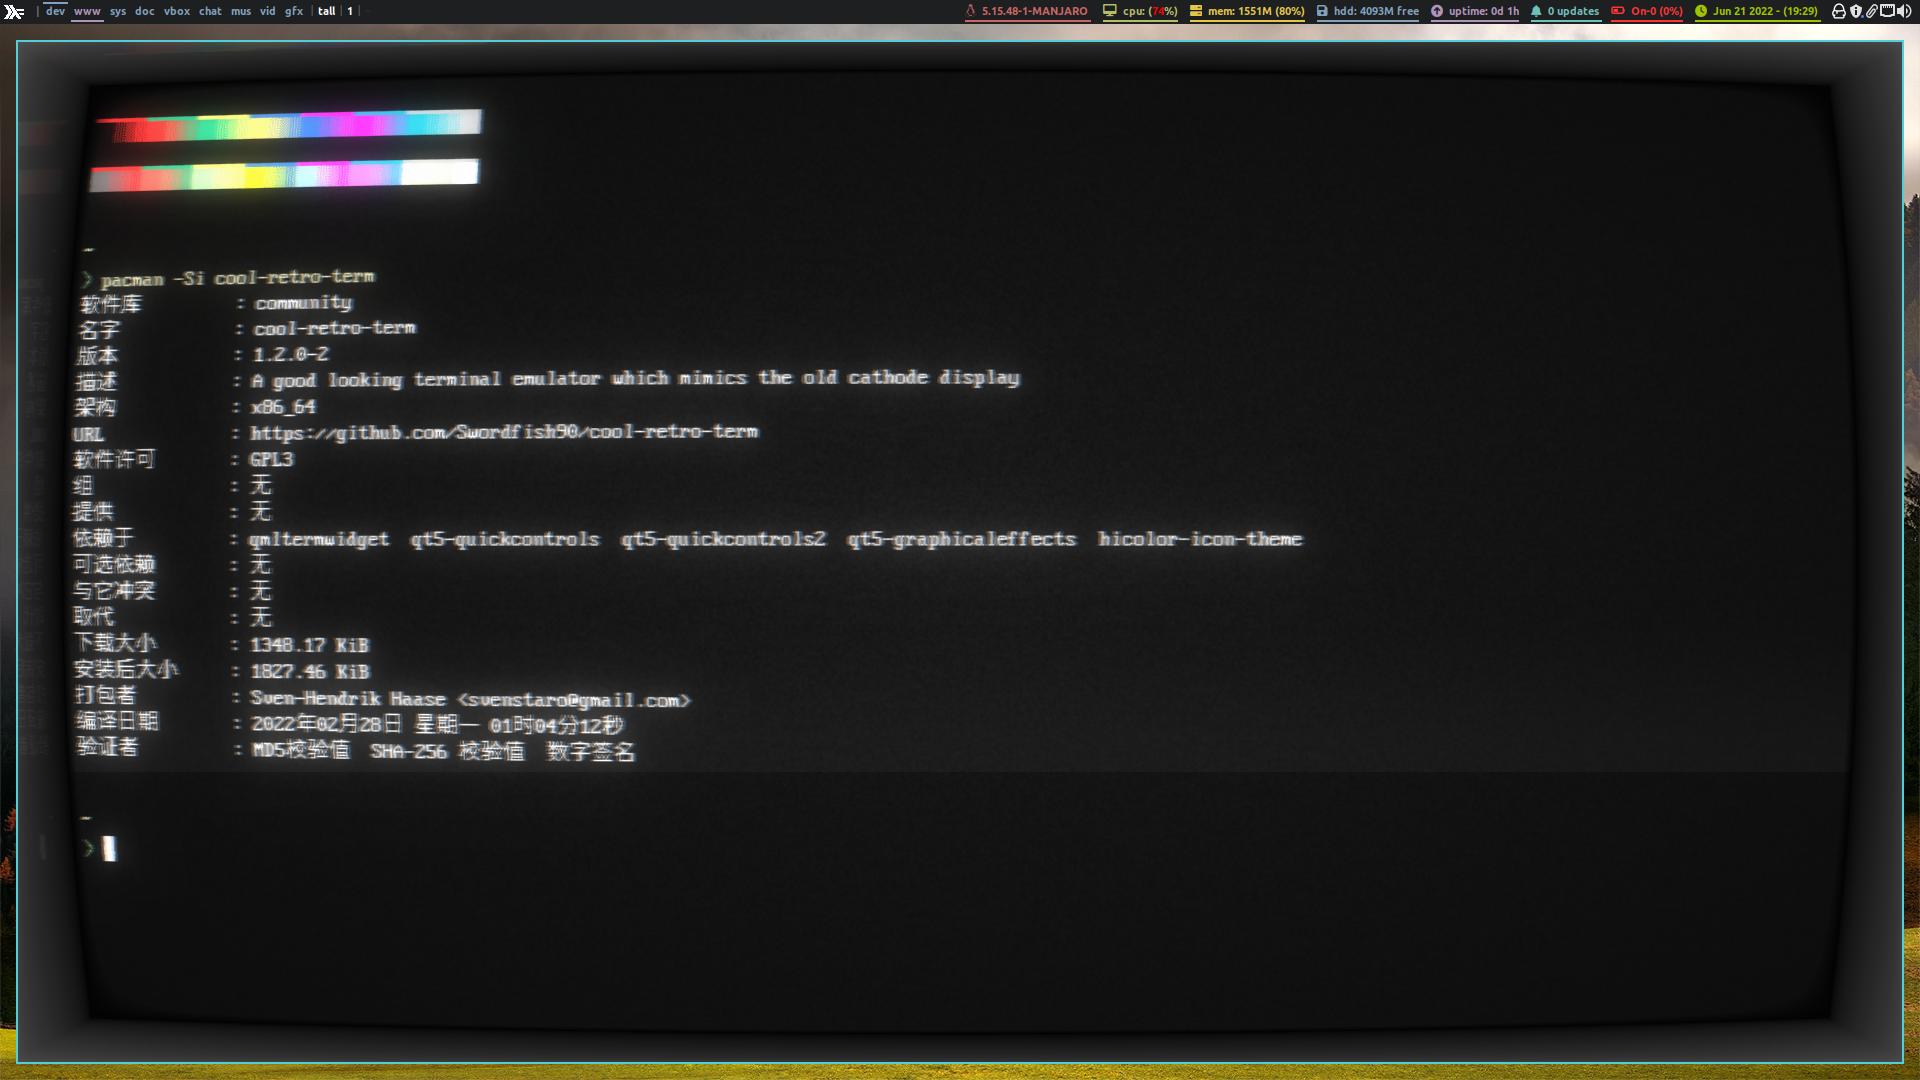 dev www sys doc vbox chat mus vid gfx | tall | 1
5.15.48-1-MANJARO cpu: (74%) mem: 1551M (80%) hdd: 4093M free uptime: 0d 1h 0 updates On-0 (0%) Jun 21 2022 - (19:29)
~
❯ pacman -Si cool-retro-term
软件库 : community
名字 : cool-retro-term
版本 : 1.2.0-2
描述 : A good looking terminal emulator which mimics the old cathode display
架构 : x86_64
URL : https://github.com/Swordfish90/cool-retro-term
软件许可 : GPL3
组 : 无
提供 : 无
依赖于 : qmltermwidget qt5-quickcontrols qt5-quickcontrols2 qt5-graphicaleffects hicolor-icon-theme
可选依赖 : 无
与它冲突 : 无
取代 : 无
下载大小 : 1348.17 KiB
安装后大小 : 1827.46 KiB
打包者 : Sven-Hendrik Haase <svenstaro@gmail.com>
编译日期 : 2022年02月28日 星期一 01时04分12秒
验证者 : MD5校验值 SHA-256 校验值 数字签名
~
❯